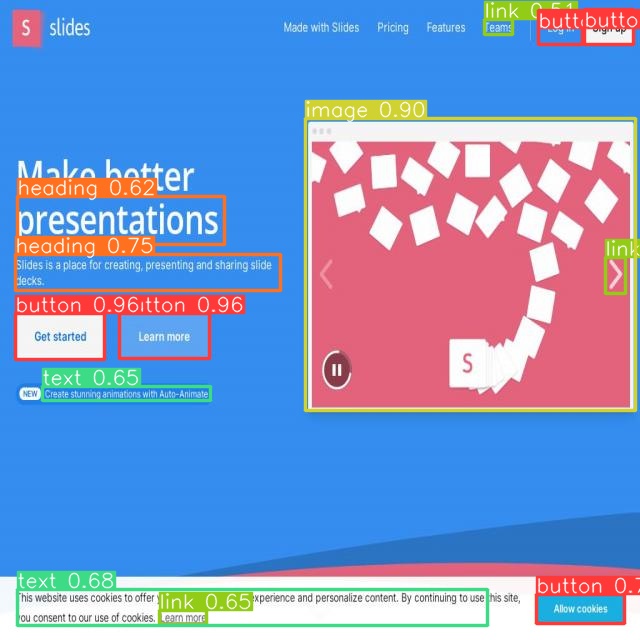 S slides
Made with Slides Pricing Features Teams Log in Sign up
link 0.51 butt butto
image 0.90
Make better
heading 0.62
presentations
heading 0.75
Slides is a place for creating, presenting and sharing slide
decks.
link
button 0.96 itton 0.96
Get started Learn more
S
text 0.65
NEW Create stunning animations with Auto-Animate
text 0.68
button 0.7
This website uses cookies to offer experience and personalize content. By continuing to use this site,
link 0.65
you consent to our use of cookies. Learn more
Allow cookies